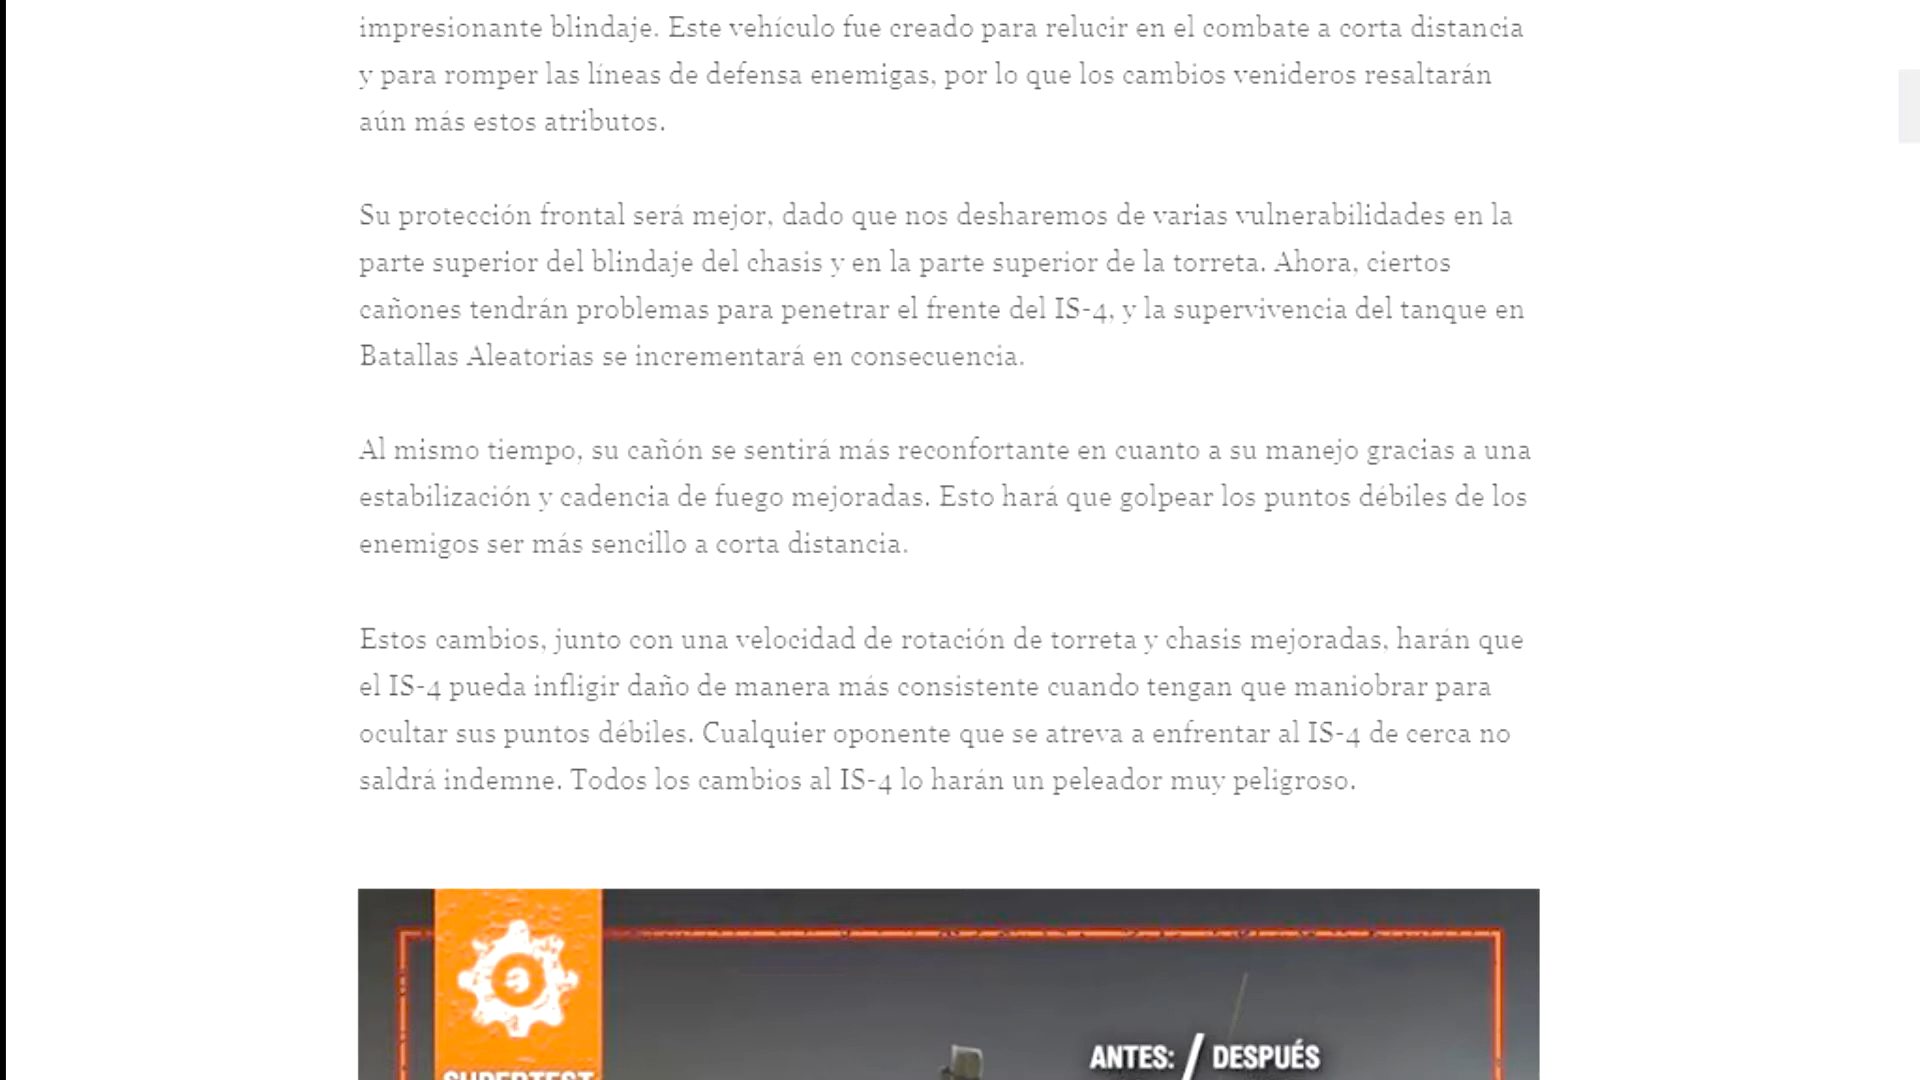 impresionante blindaje. Este vehículo fue creado para relucir en el combate a corta distancia
y para romper las líneas de defensa enemigas, por lo que los cambios venideros resaltarán
aún más estos atributos.
Su protección frontal será mejor, dado que nos desharemos de varias vulnerabilidades en la
parte superior del blindaje del chasis y en la parte superior de la torreta. Ahora, ciertos
cañones tendrán problemas para penetrar el frente del IS-4, y la supervivencia del tanque en
Batallas Aleatorias se incrementará en consecuencia.
Al mismo tiempo, su cañón se sentirá más reconfortante en cuanto a su manejo gracias a una
estabilización y cadencia de fuego mejoradas. Esto hará que golpear los puntos débiles de los
enemigos ser más sencillo a corta distancia.
Estos cambios, junto con una velocidad de rotación de torreta y chasis mejoradas, harán que
el IS-4 pueda infligir daño de manera más consistente cuando tengan que maniobrar para
ocultar sus puntos débiles. Cualquier oponente que se atreva a enfrentar al IS-4 de cerca no
saldrá indemne. Todos los cambios al IS-4 lo harán un peleador muy peligroso.
ANTES: / DESPUÉS
SUPERTEST